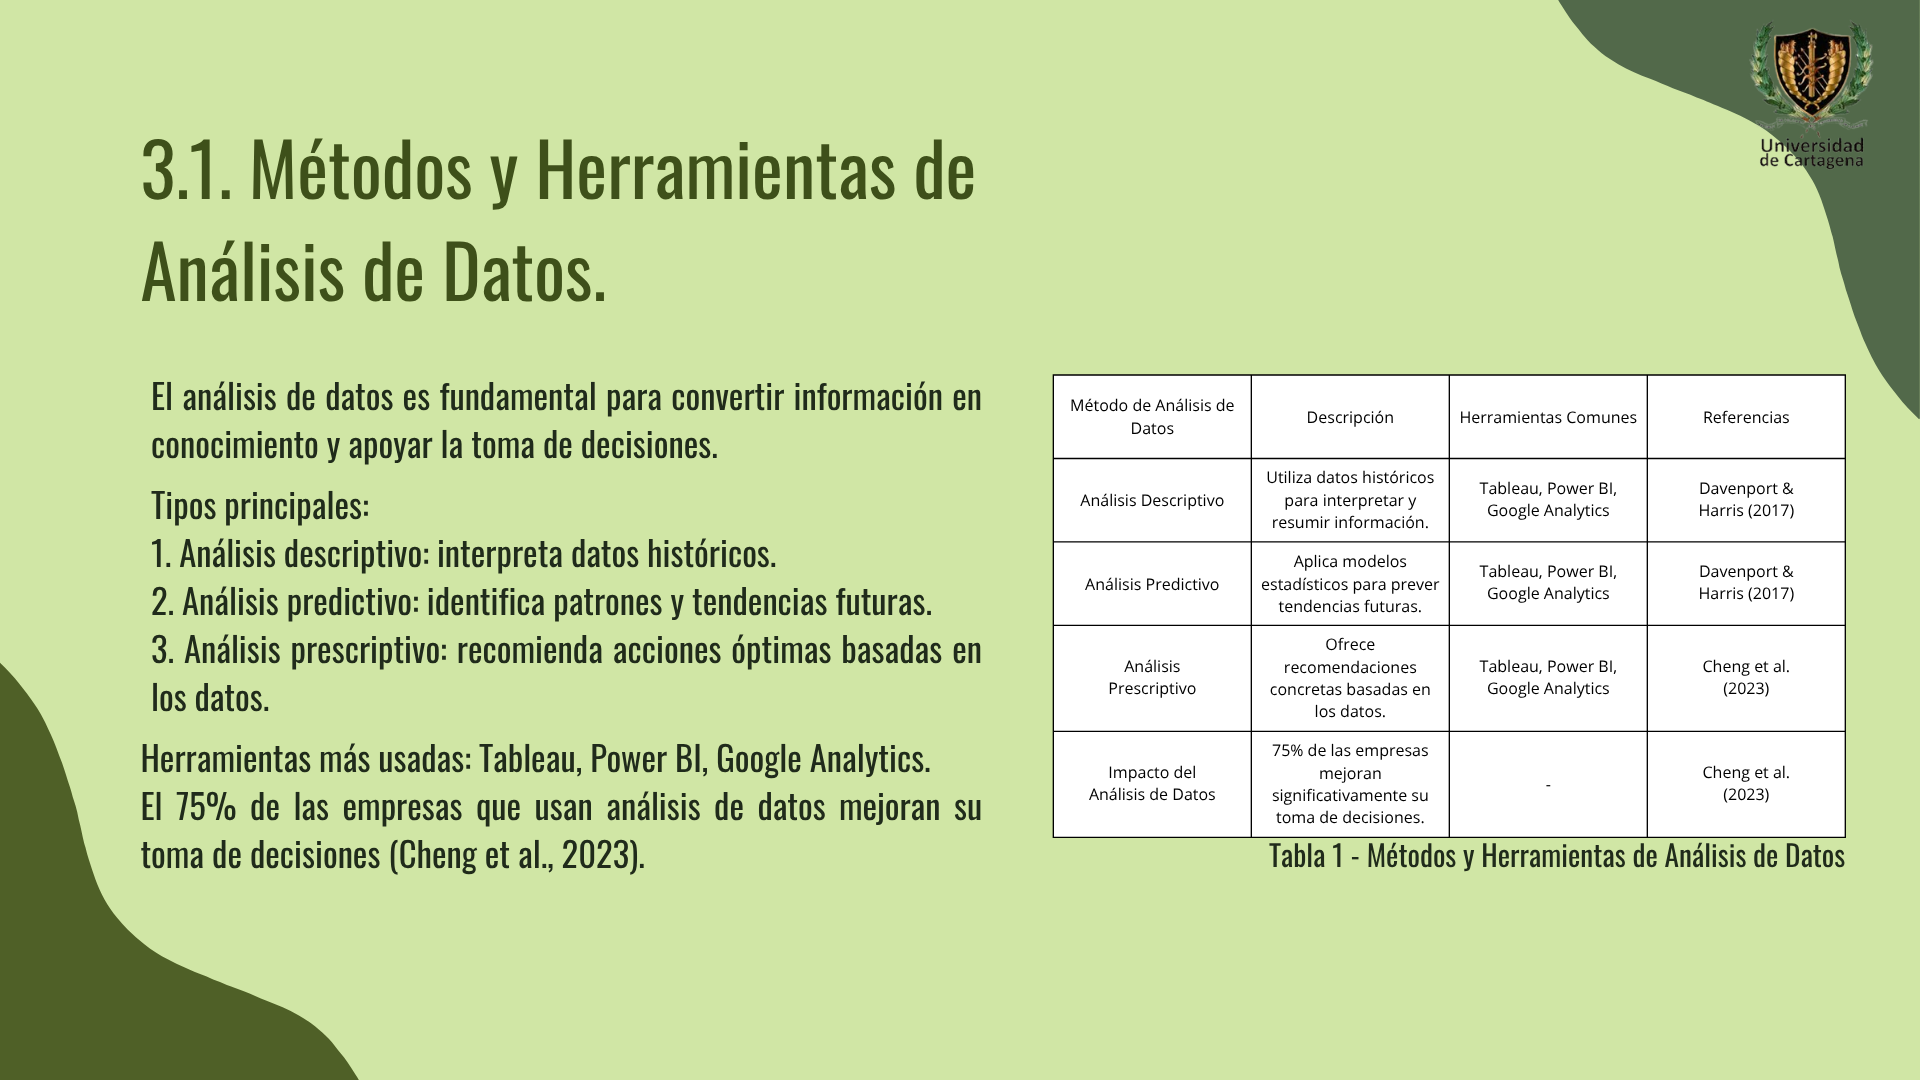 Universidad
de Cartagena
3.1. Métodos y Herramientas de
Análisis de Datos.
El análisis de datos es fundamental para convertir información en
conocimiento y apoyar la toma de decisiones.
Tipos principales:
1. Análisis descriptivo: interpreta datos históricos.
2. Análisis predictivo: identifica patrones y tendencias futuras.
3. Análisis prescriptivo: recomienda acciones óptimas basadas en
los datos.
Herramientas más usadas: Tableau, Power BI, Google Analytics.
El 75% de las empresas que usan análisis de datos mejoran su
toma de decisiones (Cheng et al., 2023).
Método de Análisis de
Datos
Descripción
Herramientas Comunes
Referencias
Análisis Descriptivo
Utiliza datos históricos
para interpretar y
resumir información.
Tableau, Power BI,
Google Analytics
Davenport &
Harris (2017)
Análisis Predictivo
Aplica modelos
estadísticos para prever
tendencias futuras.
Tableau, Power BI,
Google Analytics
Davenport &
Harris (2017)
Análisis
Prescriptivo
Ofrece
recomendaciones
concretas basadas en
los datos.
Tableau, Power BI,
Google Analytics
Cheng et al.
(2023)
Impacto del
Análisis de Datos
75% de las empresas
mejoran
significativamente su
toma de decisiones.
-
Cheng et al.
(2023)
Tabla 1 - Métodos y Herramientas de Análisis de Datos